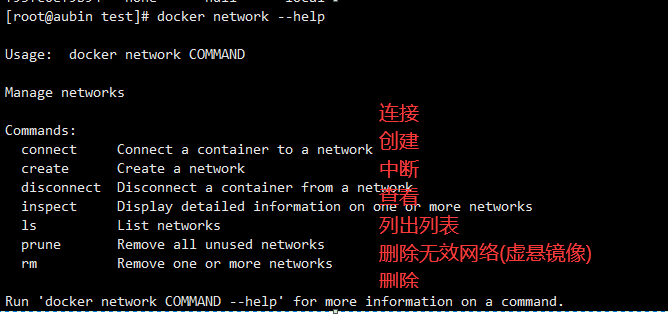 [root@aubin test]# docker network --help
Usage:  docker network COMMAND
Manage networks
Commands:
连接
connect     Connect a container to a network
创建
create      Create a network
中断
disconnect  Disconnect a container from a network
查看
inspect     Display detailed information on one or more networks
列出列表
ls          List networks
删除无效网络(虚悬镜像)
prune       Remove all unused networks
rm          Remove one or more networks
删除
Run 'docker network COMMAND --help' for more information on a command.